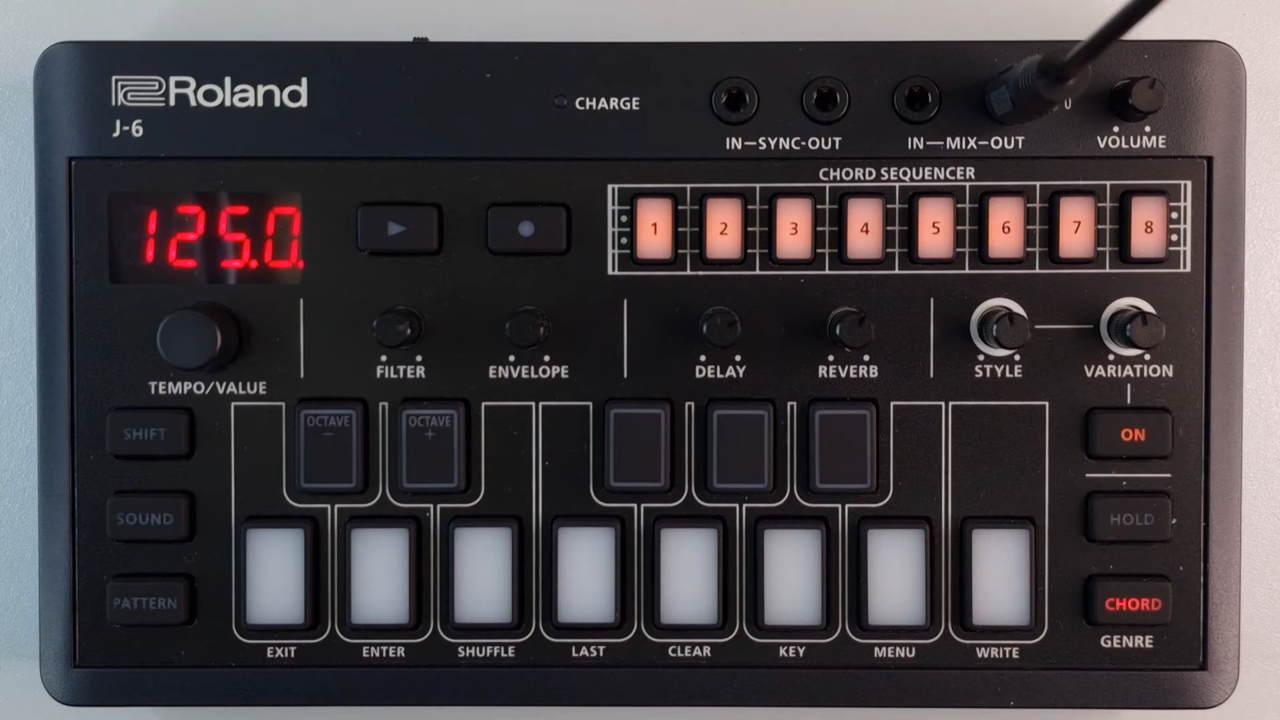 Roland
J-6
CHARGE
IN–SYNC-OUT
IN—MIX–OUT
VOLUME
CHORD SEQUENCER
125.0.
1 2 3 4 5 6 7 8
TEMPO/VALUE
FILTER
ENVELOPE
DELAY
REVERB
STYLE
VARIATION
SHIFT
OCTAVE
−
OCTAVE
+
ON
SOUND
HOLD
PATTERN
CHORD
GENRE
EXIT
ENTER
SHUFFLE
LAST
CLEAR
KEY
MENU
WRITE